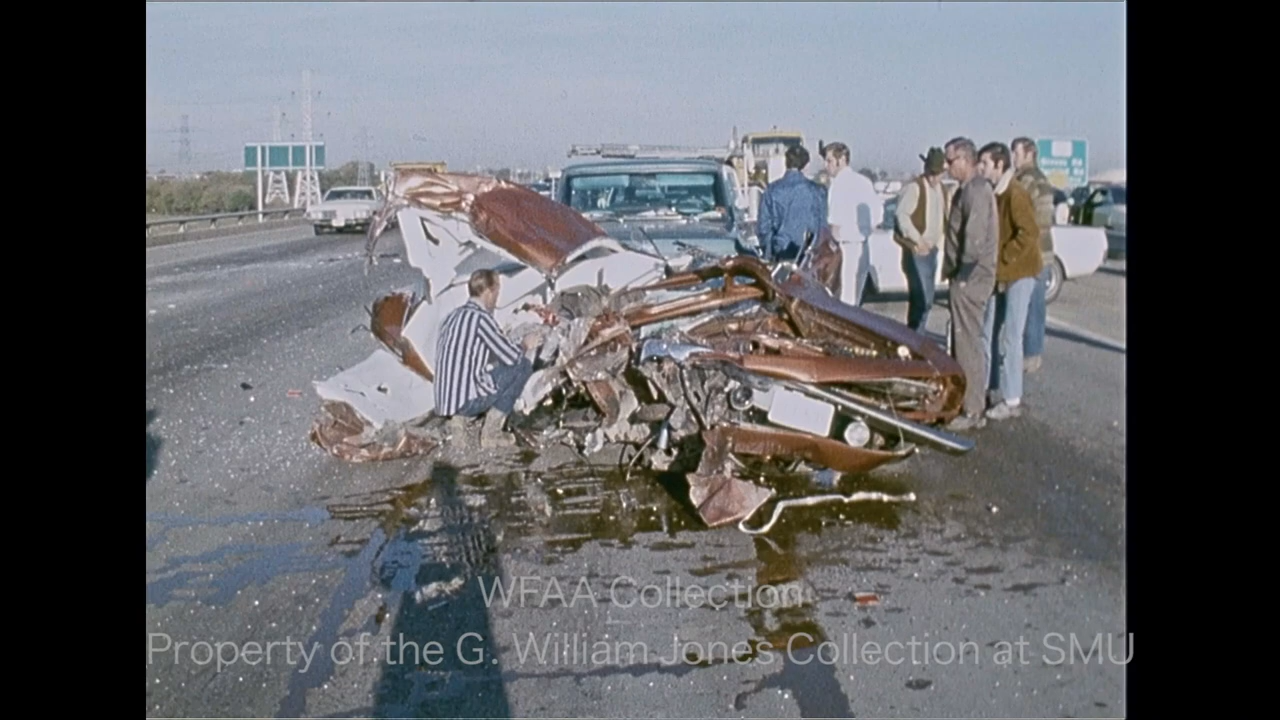 WFAA Collection
Property of the G. William Jones Collection at SMU